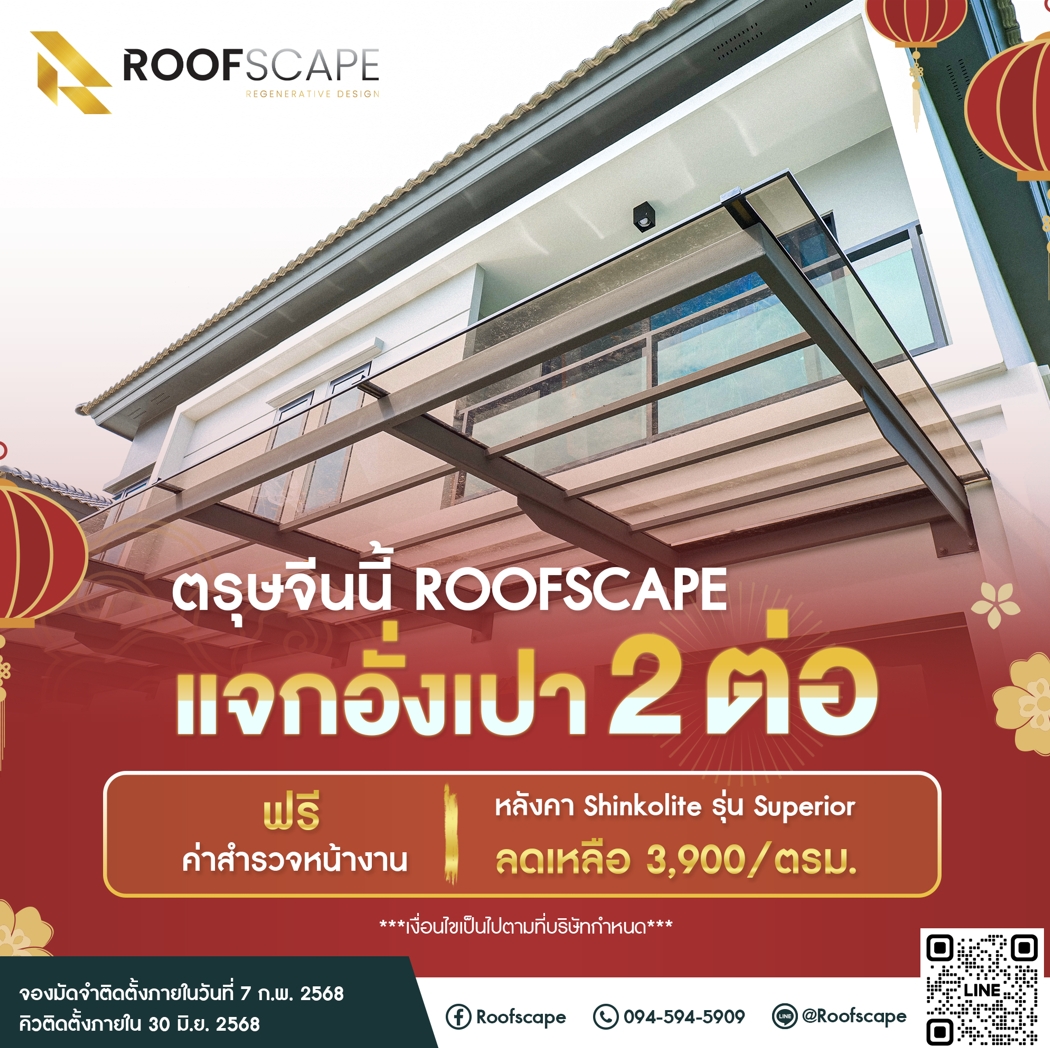 ROOFSCAPE
REGENERATIVE DESIGN
ตรุษจีนนี้ ROOFSCAPE
แจกอั่งเปา 2 ต่อ
ฟรี
ค่าสำรวจหน้างาน
หลังคา Shinkolite รุ่น Superior
ลดเหลือ 3,900/ตรม.
***เงื่อนไขเป็นไปตามที่บริษัทกำหนด***
จองมัดจำติดตั้งภายในวันที่ 7 ก.พ. 2568
คิวติดตั้งภายใน 30 มิ.ย. 2568
Roofscape
094-594-5909
LINE
@Roofscape
LINE